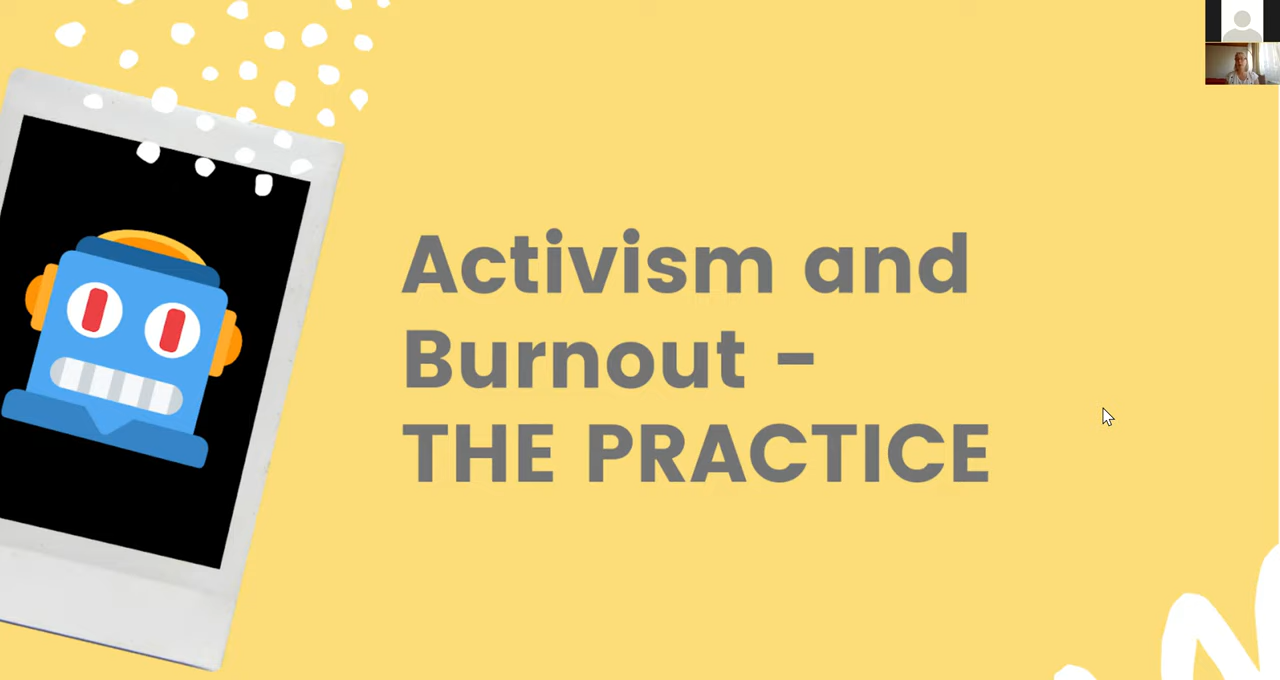 Activism and
Burnout –
THE PRACTICE